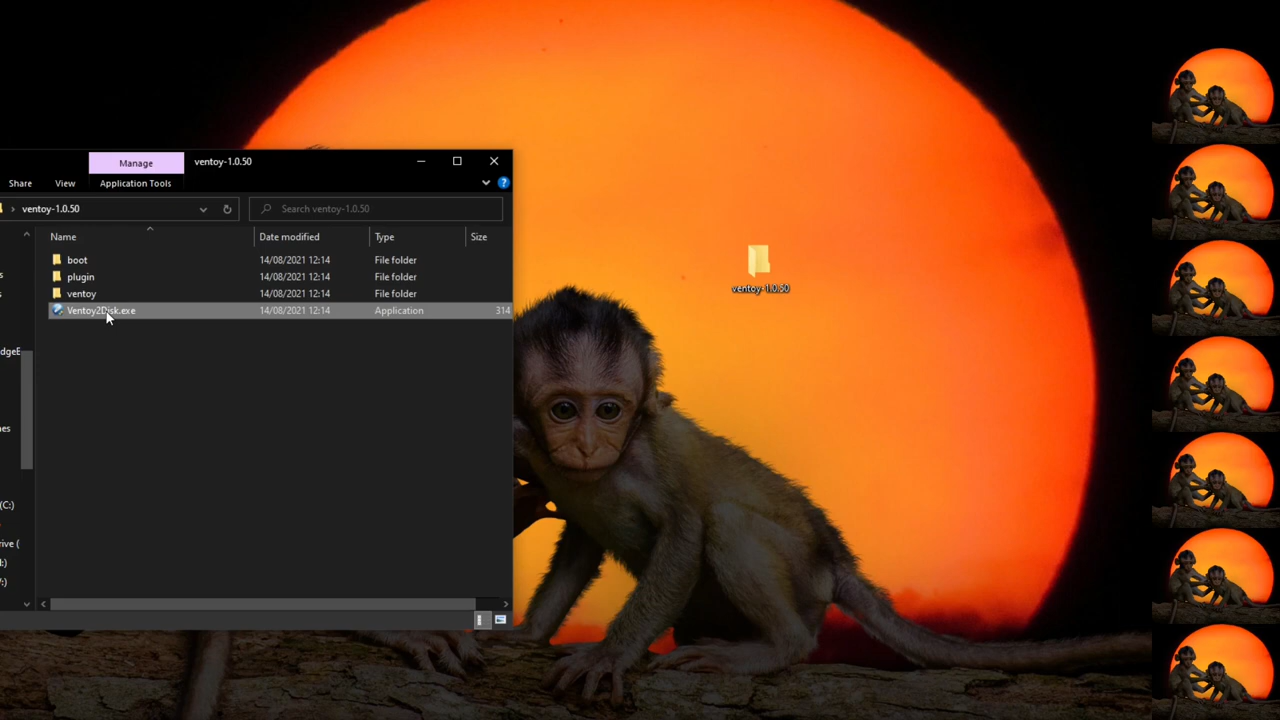 Manage
ventoy-1.0.50
Share
View
Application Tools
ventoy-1.0.50
Search ventoy-1.0.50
Name
Date modified
Type
Size
boot
14/08/2021 12:14
File folder
plugin
14/08/2021 12:14
File folder
ventoy
14/08/2021 12:14
File folder
Ventoy2Disk.exe
14/08/2021 12:14
Application
314
ventoy-1.0.50
dgeE
es
(C:)
rive (
:)
:)